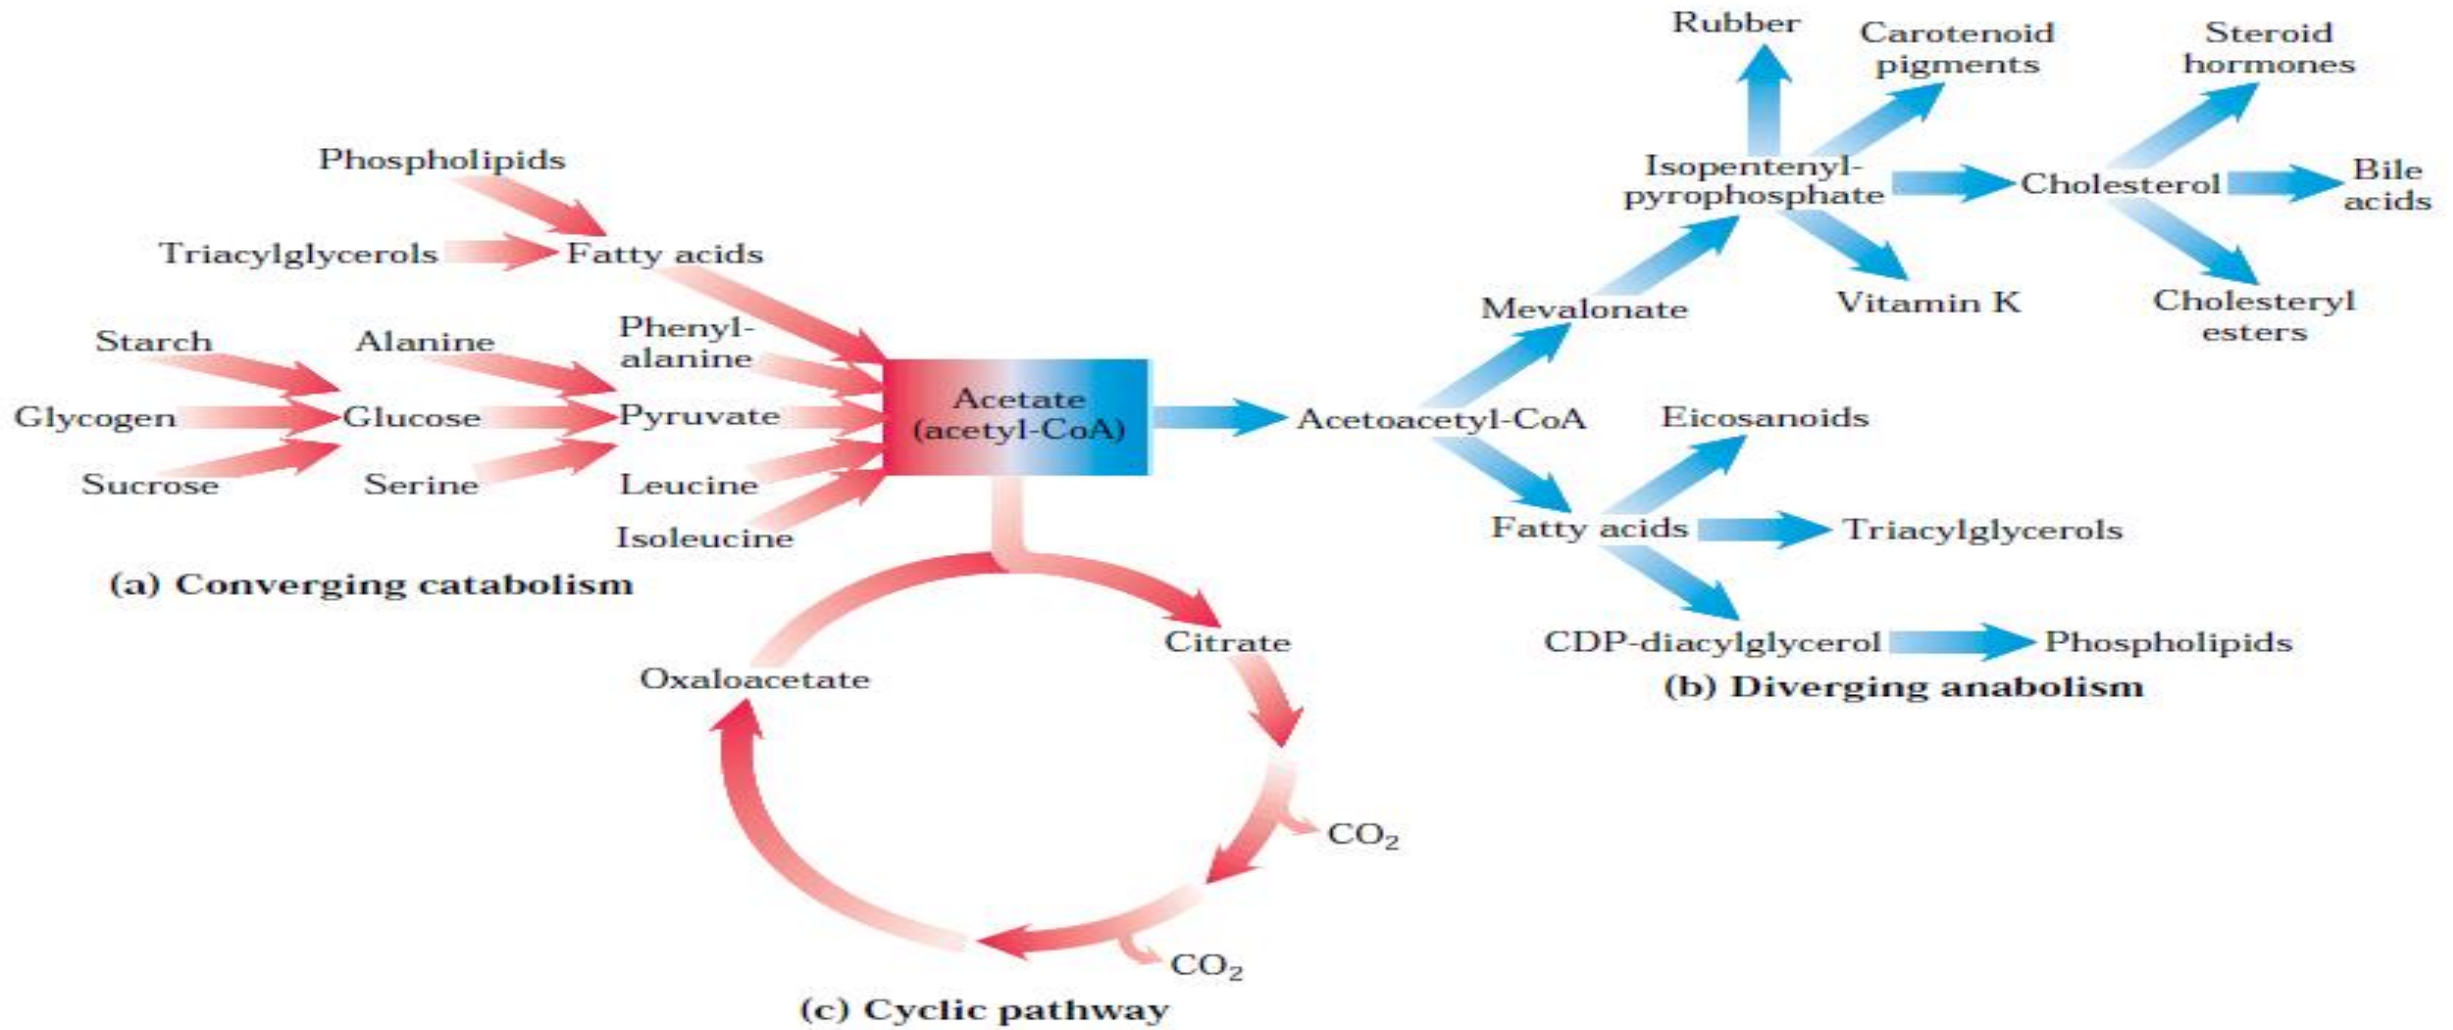 Rubber
Carotenoid
pigments
Steroid
hormones
Phospholipids
Isopentenyl-
pyrophosphate
Cholesterol
Bile
acids
Triacylglycerols
Fatty acids
Mevalonate
Vitamin K
Cholesteryl
esters
Starch
Alanine
Phenyl-
alanine
Glycogen
Glucose
Pyruvate
Acetate
(acetyl-CoA)
Acetoacetyl-CoA
Eicosanoids
Sucrose
Serine
Leucine
Isoleucine
Fatty acids
Triacylglycerols
(a) Converging catabolism
CDP-diacylglycerol
Phospholipids
(b) Diverging anabolism
Citrate
Oxaloacetate
CO₂
CO₂
(c) Cyclic pathway